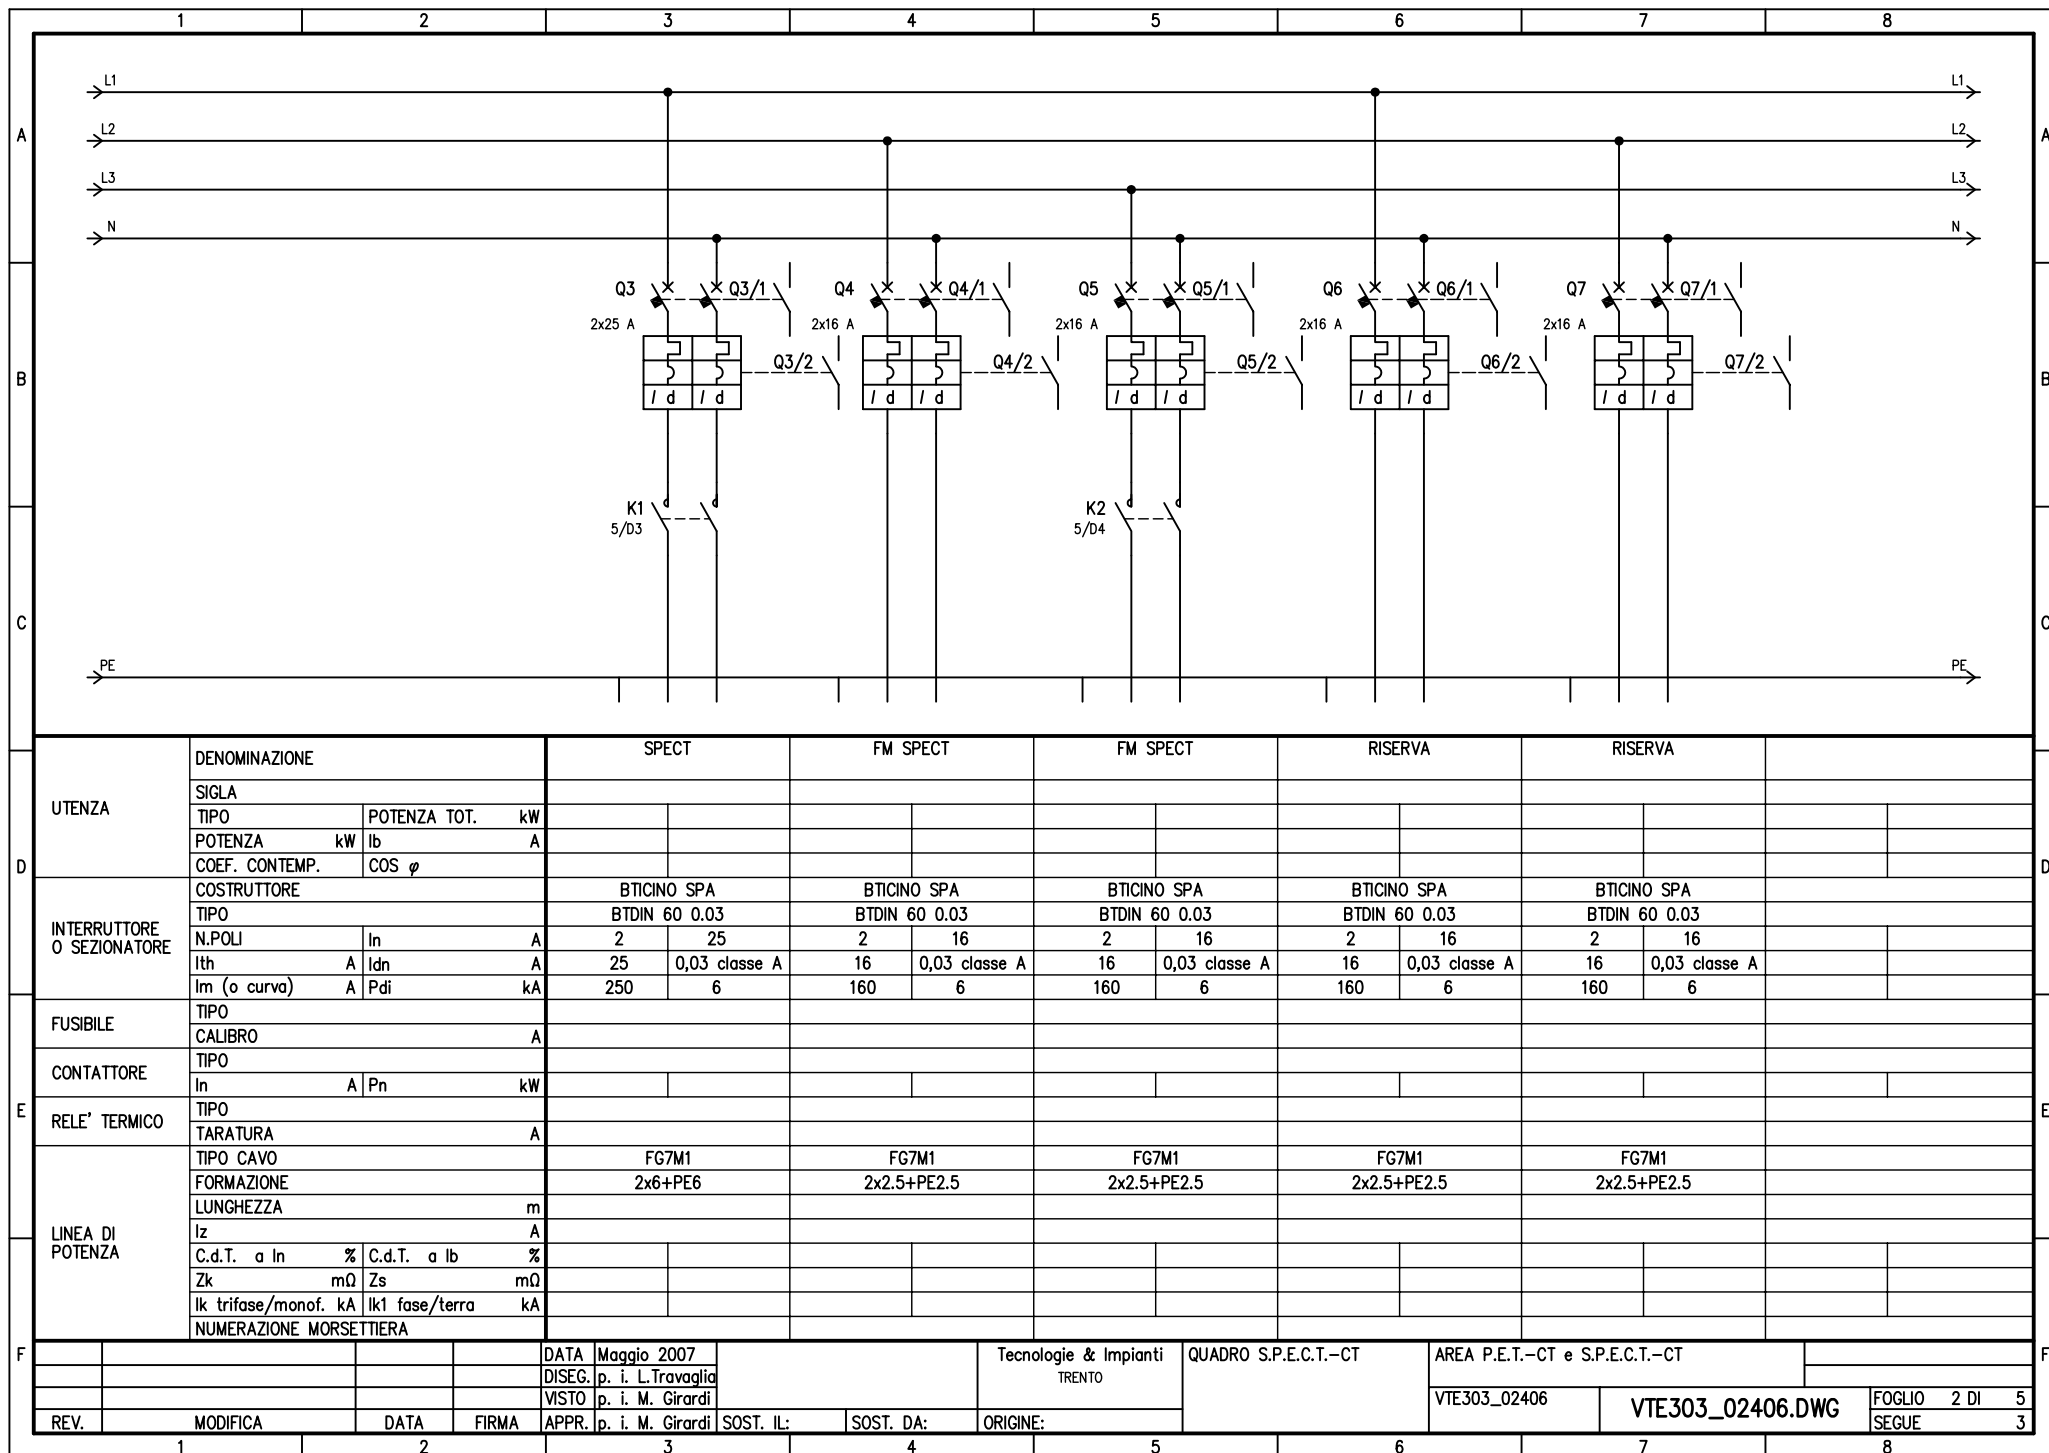 1 2 3 4 5 6 7 8
L1 L1
A L2 L2 A
L3 L3
N N
Q3 Q3/1 Q4 Q4/1 Q5 Q5/1 Q6 Q6/1 Q7 Q7/1
2x25 A 2x16 A 2x16 A 2x16 A 2x16 A
B Q3/2 Q4/2 Q5/2 Q6/2 Q7/2 B
I d I d I d I d I d I d I d I d I d I d
K1 K2
5/D3 5/D4
C C
PE PE
DENOMINAZIONE SPECT FM SPECT FM SPECT RISERVA RISERVA
SIGLA
UTENZA
TIPO POTENZA TOT. kW
POTENZA kW Ib A
D COEF. CONTEMP. COS φ D
COSTRUTTORE BTICINO SPA BTICINO SPA BTICINO SPA BTICINO SPA BTICINO SPA
TIPO BTDIN 60 0.03 BTDIN 60 0.03 BTDIN 60 0.03 BTDIN 60 0.03 BTDIN 60 0.03
INTERRUTTORE
O SEZIONATORE
N.POLI In A 2 25 2 16 2 16 2 16 2 16
Ith A Idn A 25 0,03 classe A 16 0,03 classe A 16 0,03 classe A 16 0,03 classe A 16 0,03 classe A
Im (o curva) A Pdi kA 250 6 160 6 160 6 160 6 160 6
FUSIBILE TIPO
CALIBRO A
CONTATTORE TIPO
In A Pn kW
E RELE' TERMICO TIPO E
TARATURA A
TIPO CAVO FG7M1 FG7M1 FG7M1 FG7M1 FG7M1
FORMAZIONE 2x6+PE6 2x2.5+PE2.5 2x2.5+PE2.5 2x2.5+PE2.5 2x2.5+PE2.5
LUNGHEZZA m
LINEA DI
POTENZA
Iz A
C.d.T. a In % C.d.T. a Ib %
Zk mΩ Zs mΩ
Ik trifase/monof. kA Ik1 fase/terra kA
NUMERAZIONE MORSETTIERA
F DATA Maggio 2007 Tecnologie & Impianti QUADRO S.P.E.C.T.-CT AREA P.E.T.-CT e S.P.E.C.T.-CT F
DISEG. p. i. L.Travaglia TRENTO
VISTO p. i. M. Girardi VTE303_02406 VTE303_02406.DWG FOGLIO 2 DI 5
REV. MODIFICA DATA FIRMA APPR. p. i. M. Girardi SOST. IL: SOST. DA: ORIGINE: SEGUE 3
1 2 3 4 5 6 7 8